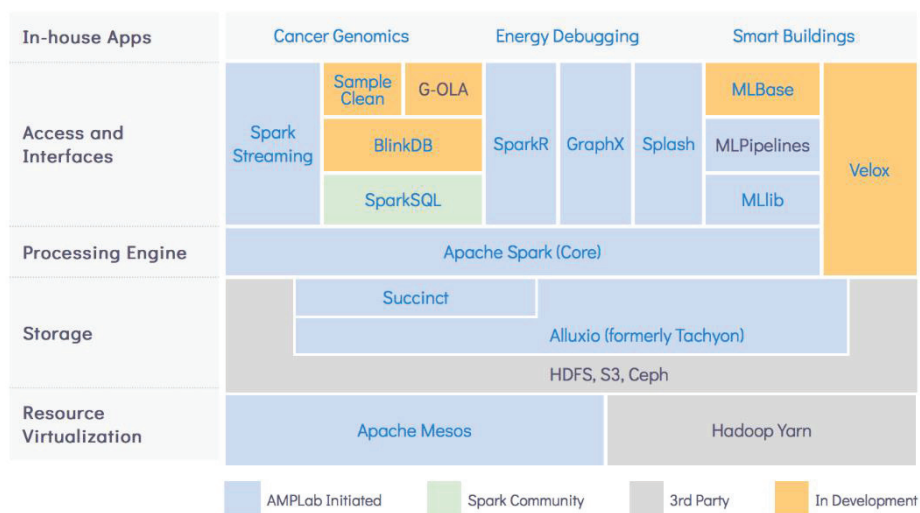 In-house Apps
Cancer Genomics
Energy Debugging
Smart Buildings
Access and
Interfaces
Spark
Streaming
Sample
Clean
G-OLA
BlinkDB
SparkSQL
SparkR
GraphX
Splash
MLBase
MLPipelines
MLlib
Velox
Processing Engine
Apache Spark (Core)
Storage
Succinct
Alluxio (formerly Tachyon)
HDFS, S3, Ceph
Resource
Virtualization
Apache Mesos
Hadoop Yarn
AMPLab Initiated
Spark Community
3rd Party
In Development